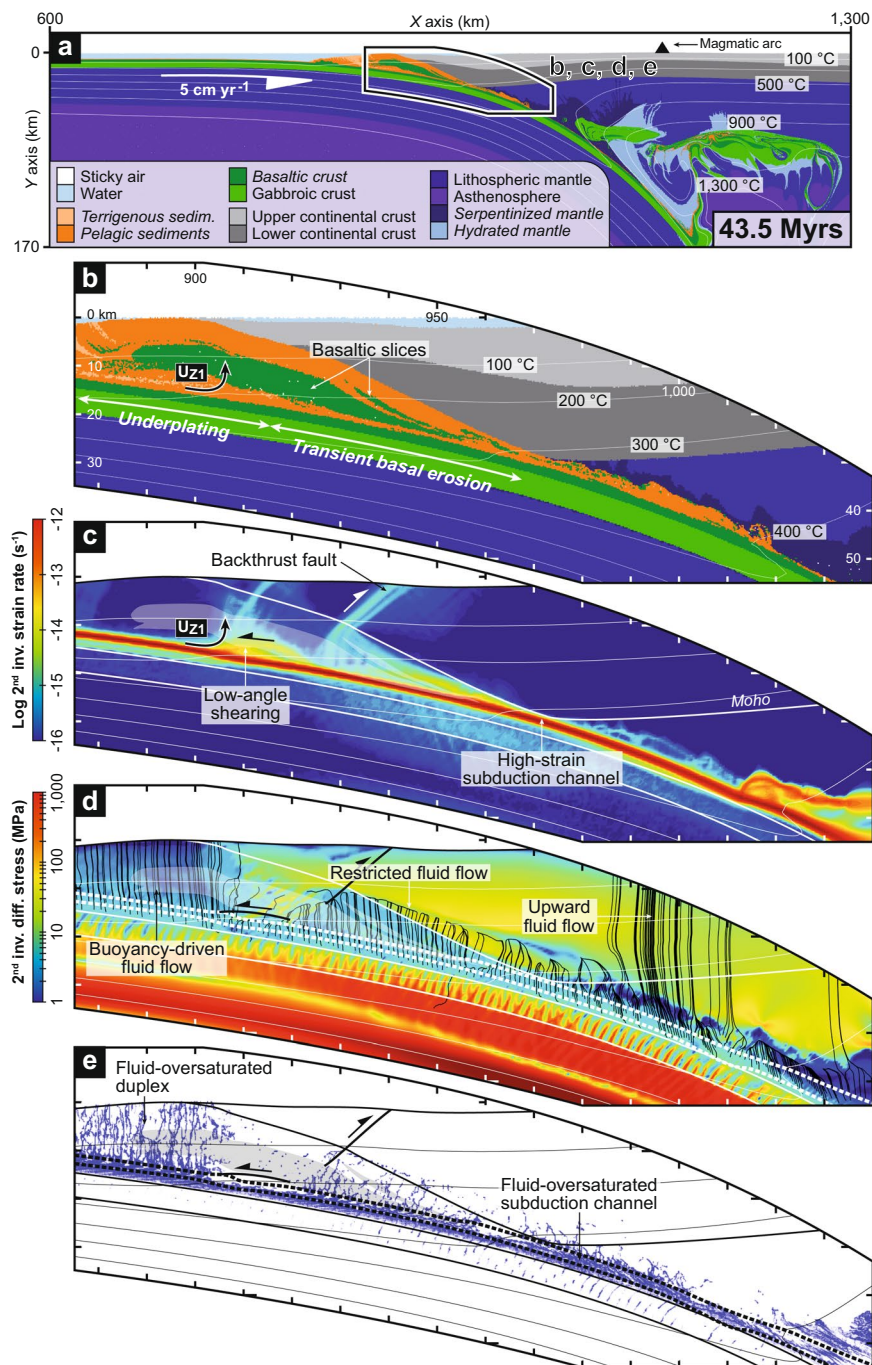 600
X axis (km)
1,300
a
0
Y axis (km)
170
5 cm yr⁻¹
b, c, d, e
Magmatic arc
100 °C
500 °C
900 °C
1,300 °C
Sticky air
Water
Terrigenous sedim.
Pelagic sediments
Basaltic crust
Gabbroic crust
Upper continental crust
Lower continental crust
Lithospheric mantle
Asthenosphere
Serpentinized mantle
Hydrated mantle
43.5 Myrs
b
900
950
1,000
0 km
10
20
30
40
50
Basaltic slices
UZ1
100 °C
200 °C
300 °C
400 °C
Underplating
Transient basal erosion
c
Log 2nd inv. strain rate (s⁻¹)
-12
-13
-14
-15
-16
Backthrust fault
UZ1
Low-angle
shearing
Moho
High-strain
subduction channel
d
2nd inv. diff. stress (MPa)
1,000
100
10
1
Restricted fluid flow
Upward
fluid flow
Buoyancy-driven
fluid flow
e
Fluid-oversaturated
duplex
Fluid-oversaturated
subduction channel